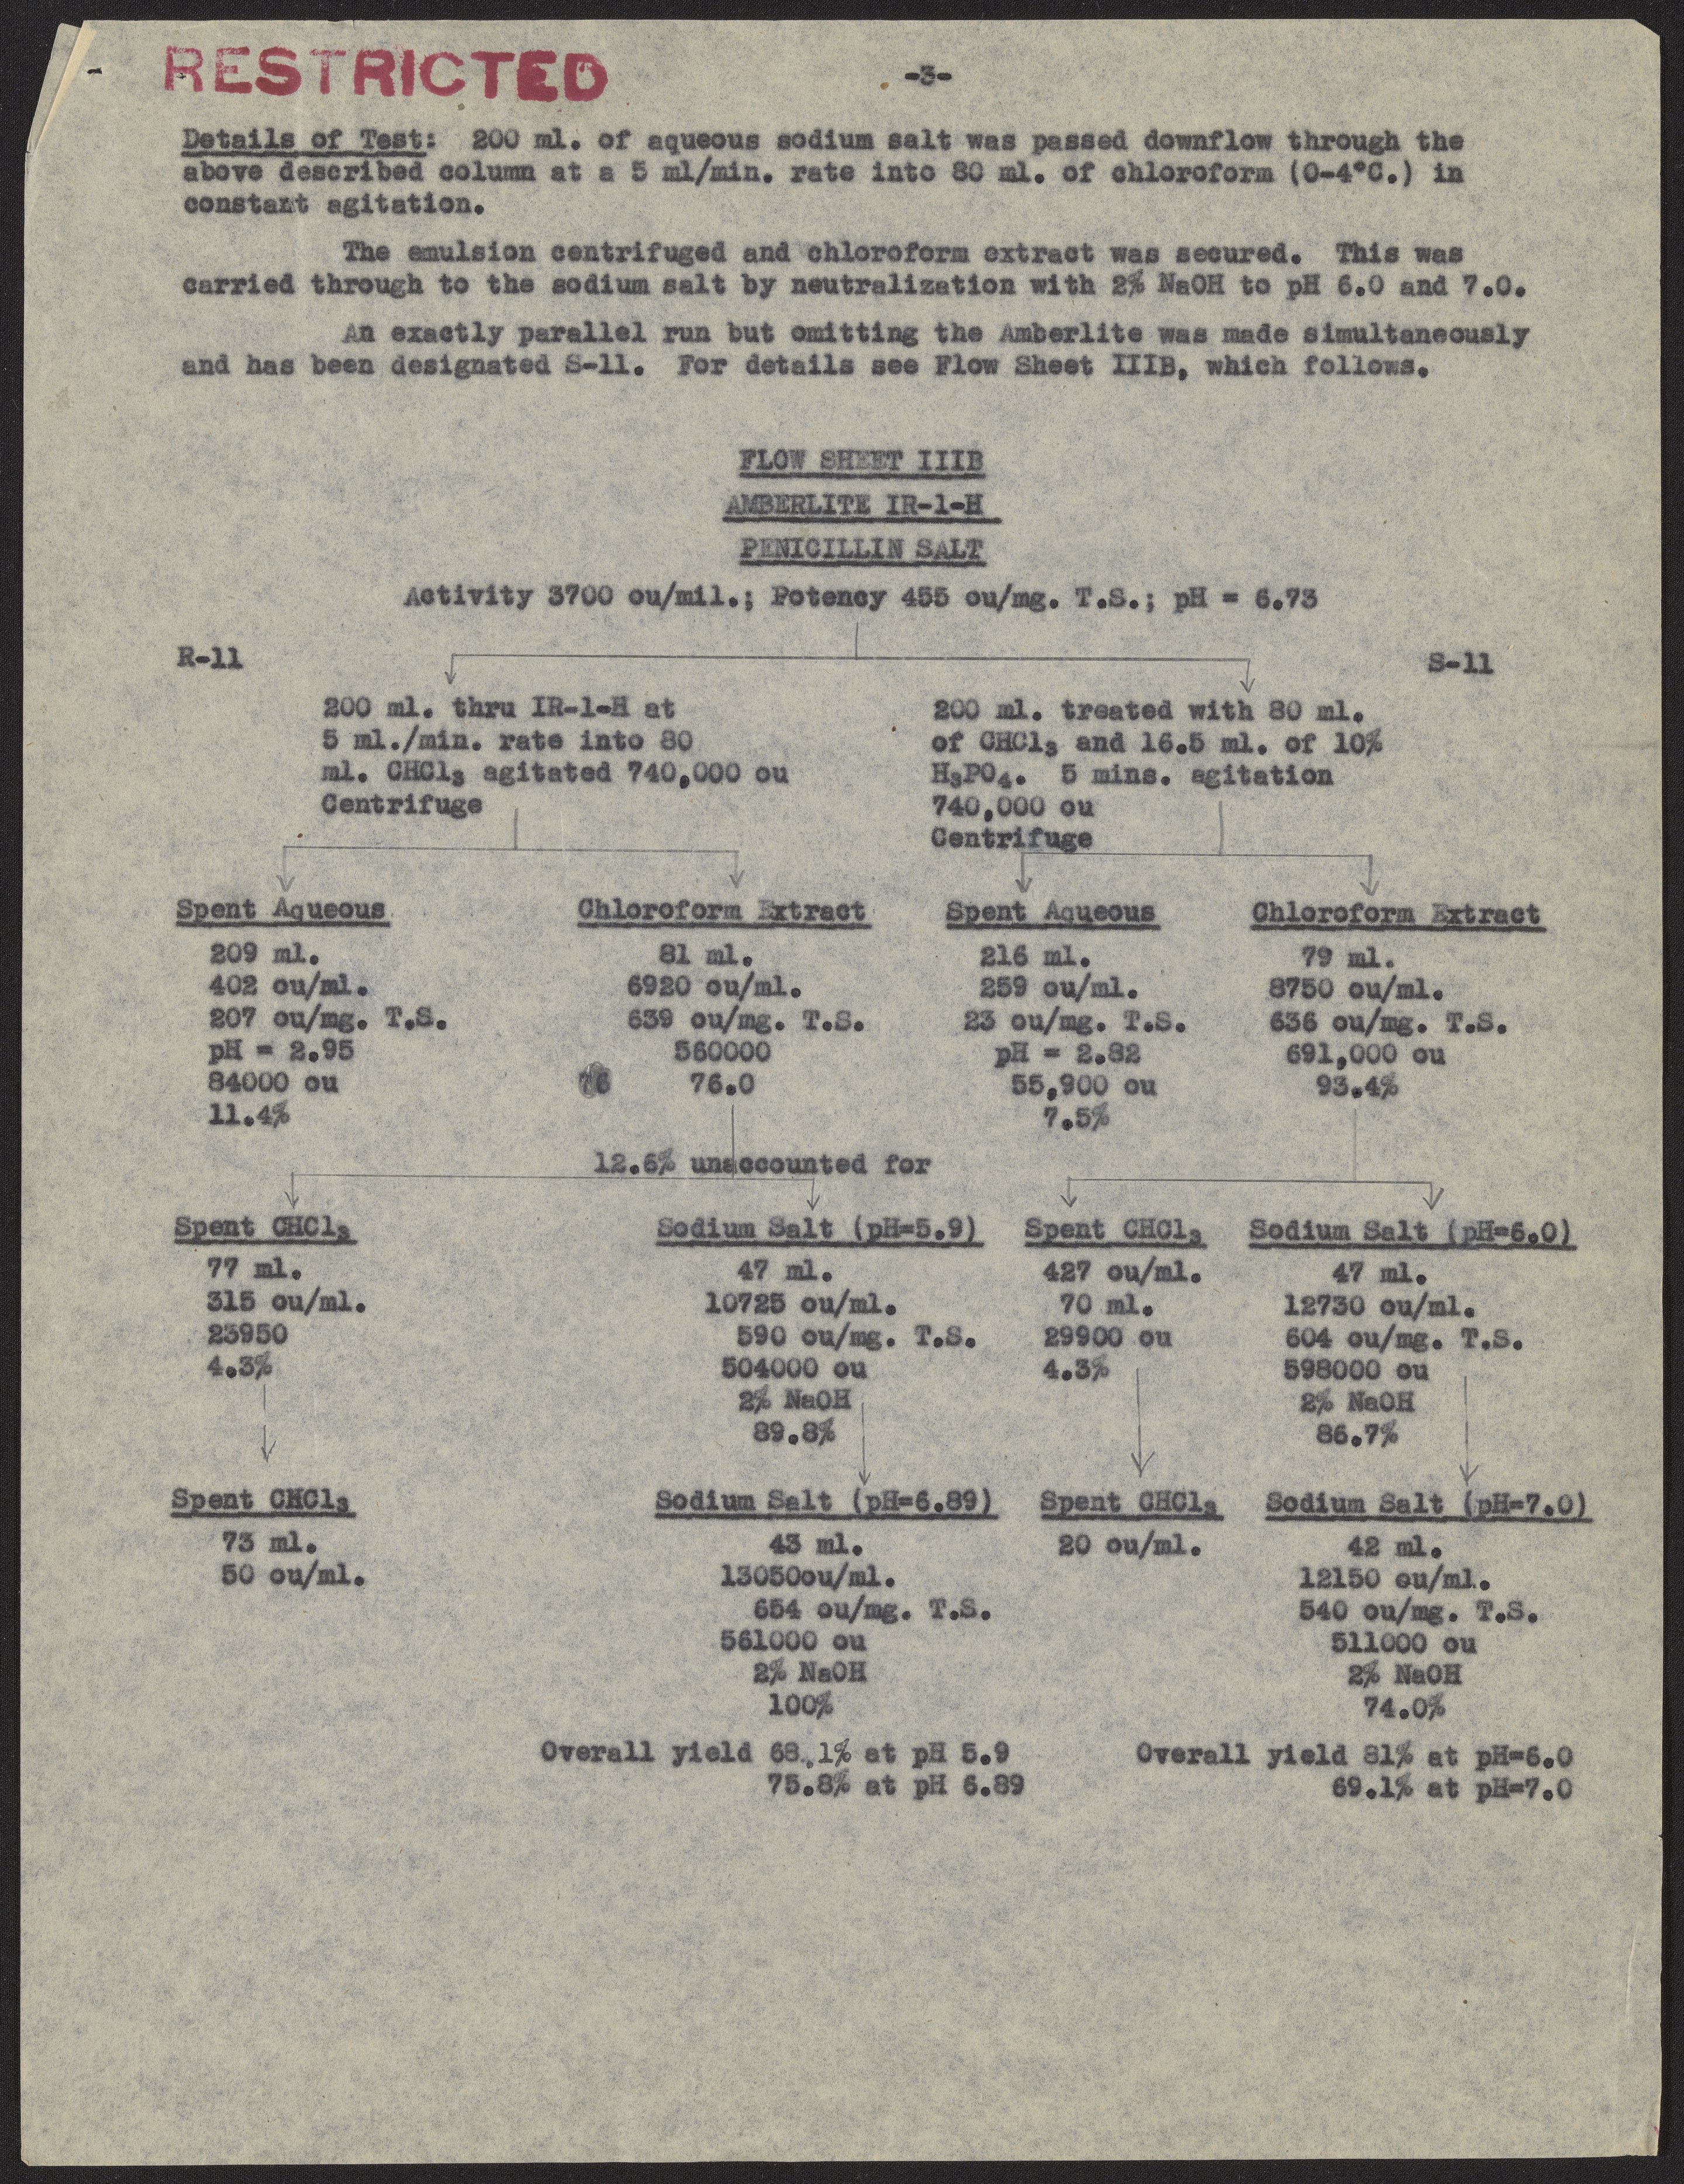 RESTRICTED
-3-
Details of Test: 200 ml. of aqueous sodium salt was passed downflow through the
above described column at a 5 ml/min. rate into 80 ml. of chloroform (0-4°C.) in
constant agitation.
The emulsion centrifuged and chloroform extract was secured. This was
carried through to the sodium salt by neutralization with 2% NaOH to pH 6.0 and 7.0.
An exactly parallel run but omitting the Amberlite was made simultaneously
and has been designated S-11. For details see Flow Sheet IIIB, which follows.
FLOW SHEET IIIB
AMBERLITE IR-1-H
PENICILLIN SALT
Activity 3700 ou/mil.; Potency 455 ou/mg. T.S.; pH = 6.73
R-11
S-11
200 ml. thru IR-1-H at
5 ml./min. rate into 80
ml. CHCl₃ agitated 740,000 ou
Centrifuge
200 ml. treated with 80 ml.
of CHCl₃ and 16.5 ml. of 10%
H₃PO₄. 5 mins. agitation
740,000 ou
Centrifuge
Spent Aqueous
209 ml.
402 ou/ml.
207 ou/mg. T.S.
pH = 2.95
84000 ou
11.4%
Chloroform Extract
81 ml.
6920 ou/ml.
639 ou/mg. T.S.
560000
76 76.0
12.6% unaccounted for
Spent Aqueous
216 ml.
259 ou/ml.
23 ou/mg. T.S.
pH = 2.82
55,900 ou
7.5%
Chloroform Extract
79 ml.
8750 ou/ml.
636 ou/mg. T.S.
691,000 ou
93.4%
Spent CHCl₃
77 ml.
315 ou/ml.
23950
4.3%
Sodium Salt (pH=5.9)
47 ml.
10725 ou/ml.
590 ou/mg. T.S.
504000 ou
2% NaOH
89.8%
Spent CHCl₃
427 ou/ml.
70 ml.
29900 ou
4.3%
Sodium Salt (pH=6.0)
47 ml.
12730 ou/ml.
604 ou/mg. T.S.
598000 ou
2% NaOH
86.7%
Spent CHCl₃
73 ml.
50 ou/ml.
Sodium Salt (pH=6.89)
43 ml.
13050ou/ml.
654 ou/mg. T.S.
561000 ou
2% NaOH
100%
Spent CHCl₃
20 ou/ml.
Sodium Salt (pH=7.0)
42 ml.
12150 ou/ml.
540 ou/mg. T.S.
511000 ou
2% NaOH
74.0%
Overall yield 68.1% at pH 5.9
75.8% at pH 6.89
Overall yield 81% at pH=6.0
69.1% at pH=7.0